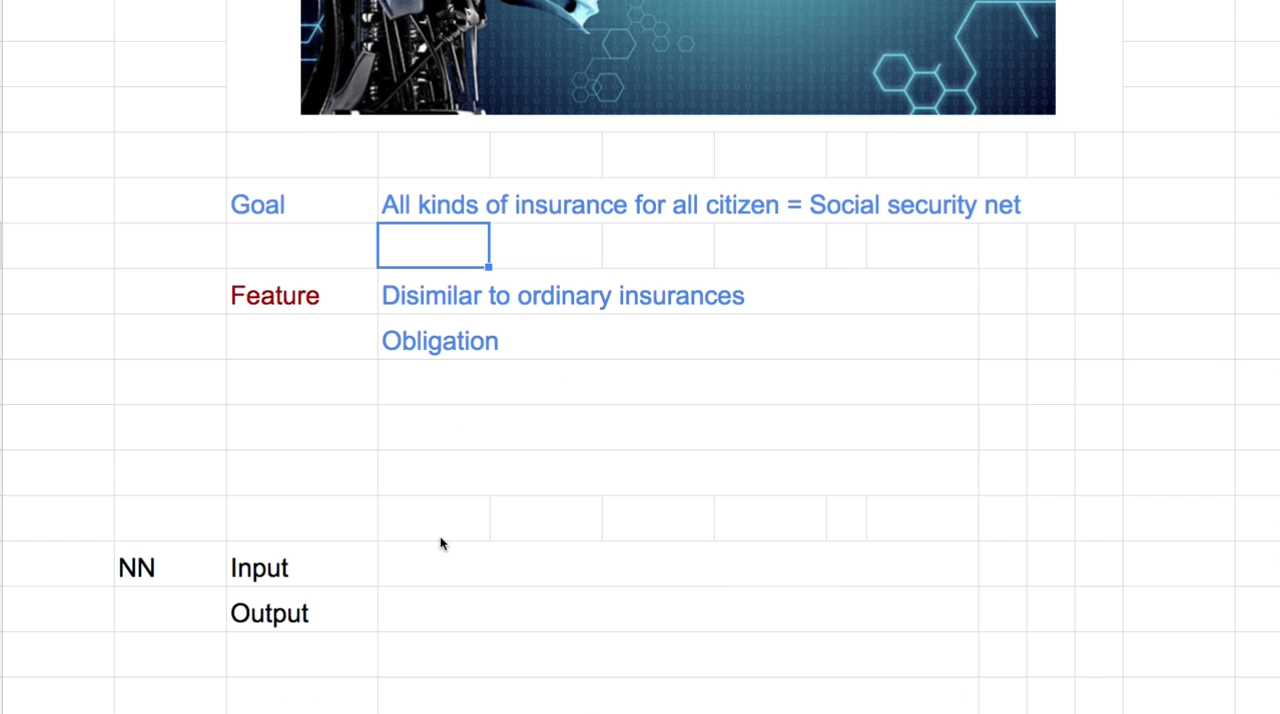 Goal All kinds of insurance for all citizen = Social security net
Feature Disimilar to ordinary insurances
Obligation
NN Input
Output